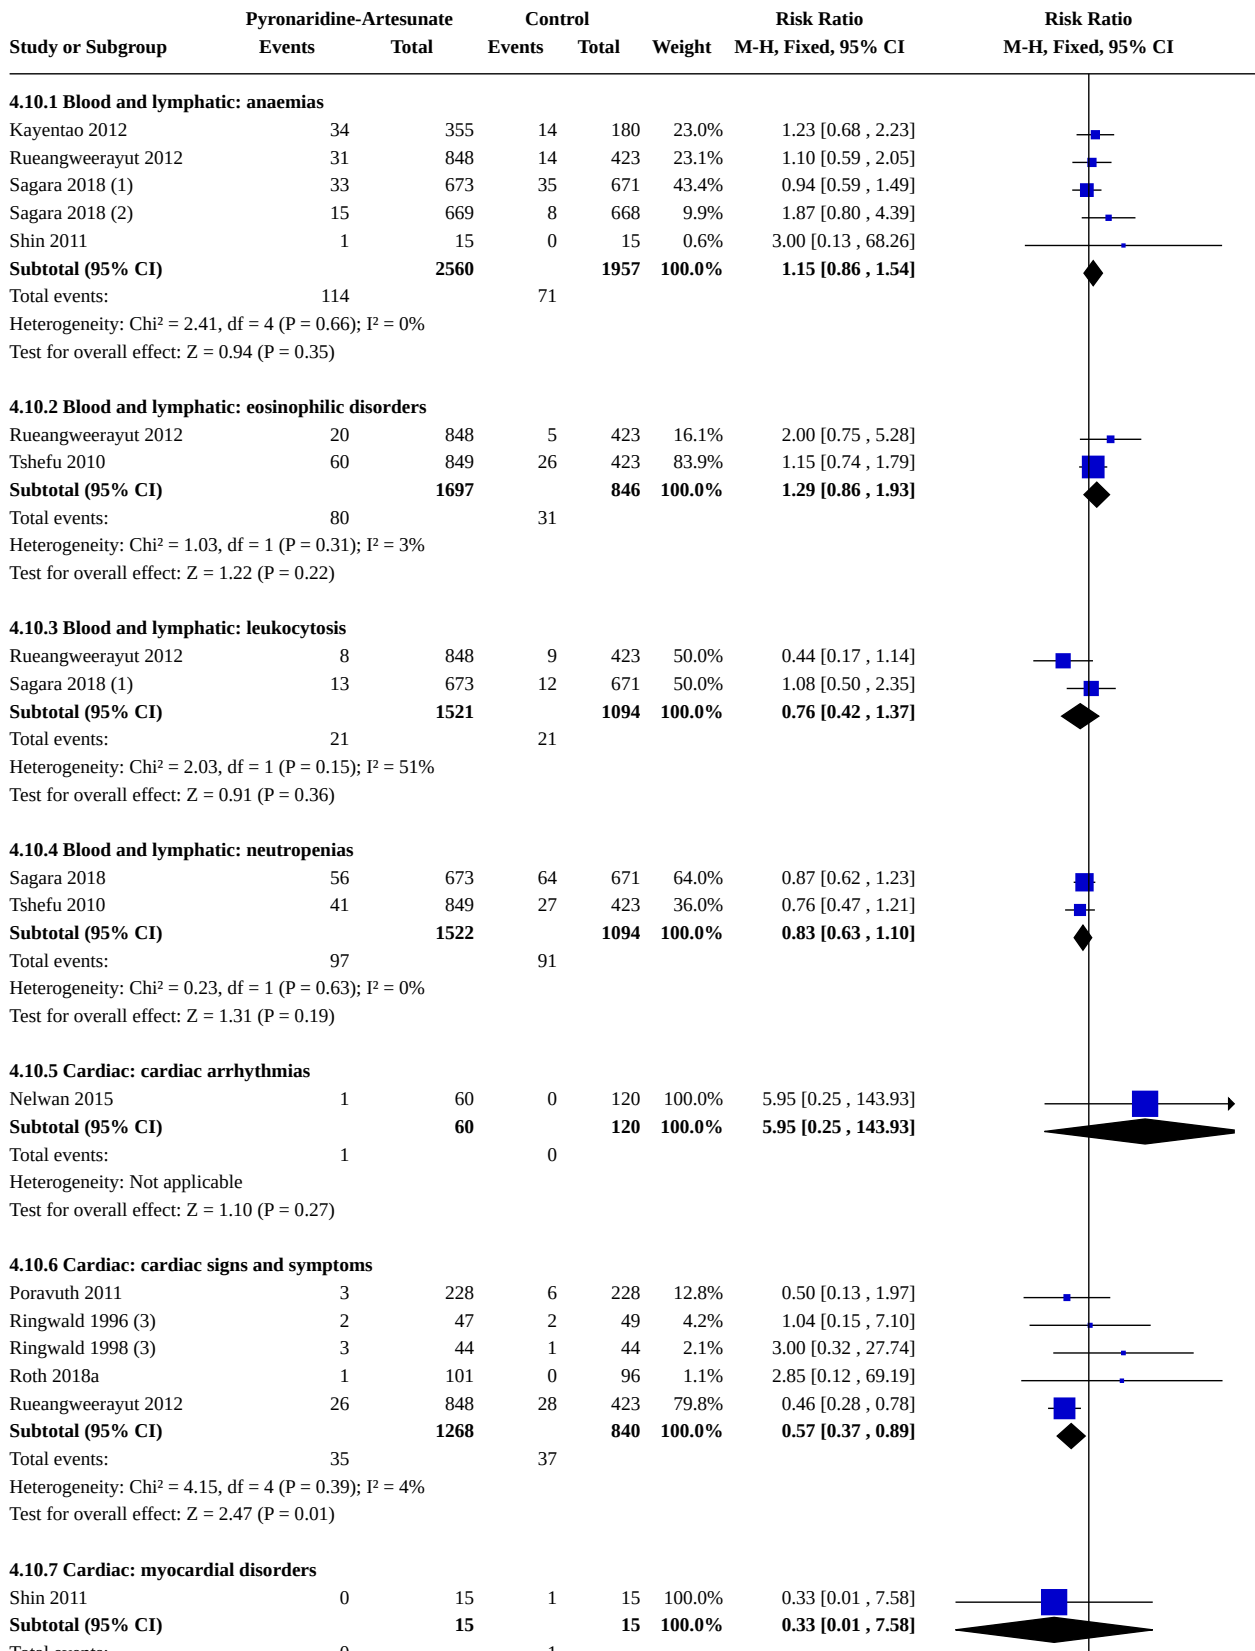 Pyronaridine-Artesunate Control Risk Ratio Risk Ratio
Study or Subgroup Events Total Events Total Weight M-H, Fixed, 95% CI M-H, Fixed, 95% CI
4.10.1 Blood and lymphatic: anaemias
Kayentao 2012 34 355 14 180 23.0% 1.23 [0.68 , 2.23]
Rueangweerayut 2012 31 848 14 423 23.1% 1.10 [0.59 , 2.05]
Sagara 2018 (1) 33 673 35 671 43.4% 0.94 [0.59 , 1.49]
Sagara 2018 (2) 15 669 8 668 9.9% 1.87 [0.80 , 4.39]
Shin 2011 1 15 0 15 0.6% 3.00 [0.13 , 68.26]
Subtotal (95% CI) 2560 1957 100.0% 1.15 [0.86 , 1.54]
Total events: 114 71
Heterogeneity: Chi² = 2.41, df = 4 (P = 0.66); I² = 0%
Test for overall effect: Z = 0.94 (P = 0.35)
4.10.2 Blood and lymphatic: eosinophilic disorders
Rueangweerayut 2012 20 848 5 423 16.1% 2.00 [0.75 , 5.28]
Tshefu 2010 60 849 26 423 83.9% 1.15 [0.74 , 1.79]
Subtotal (95% CI) 1697 846 100.0% 1.29 [0.86 , 1.93]
Total events: 80 31
Heterogeneity: Chi² = 1.03, df = 1 (P = 0.31); I² = 3%
Test for overall effect: Z = 1.22 (P = 0.22)
4.10.3 Blood and lymphatic: leukocytosis
Rueangweerayut 2012 8 848 9 423 50.0% 0.44 [0.17 , 1.14]
Sagara 2018 (1) 13 673 12 671 50.0% 1.08 [0.50 , 2.35]
Subtotal (95% CI) 1521 1094 100.0% 0.76 [0.42 , 1.37]
Total events: 21 21
Heterogeneity: Chi² = 2.03, df = 1 (P = 0.15); I² = 51%
Test for overall effect: Z = 0.91 (P = 0.36)
4.10.4 Blood and lymphatic: neutropenias
Sagara 2018 56 673 64 671 64.0% 0.87 [0.62 , 1.23]
Tshefu 2010 41 849 27 423 36.0% 0.76 [0.47 , 1.21]
Subtotal (95% CI) 1522 1094 100.0% 0.83 [0.63 , 1.10]
Total events: 97 91
Heterogeneity: Chi² = 0.23, df = 1 (P = 0.63); I² = 0%
Test for overall effect: Z = 1.31 (P = 0.19)
4.10.5 Cardiac: cardiac arrhythmias
Nelwan 2015 1 60 0 120 100.0% 5.95 [0.25 , 143.93]
Subtotal (95% CI) 60 120 100.0% 5.95 [0.25 , 143.93]
Total events: 1 0
Heterogeneity: Not applicable
Test for overall effect: Z = 1.10 (P = 0.27)
4.10.6 Cardiac: cardiac signs and symptoms
Poravuth 2011 3 228 6 228 12.8% 0.50 [0.13 , 1.97]
Ringwald 1996 (3) 2 47 2 49 4.2% 1.04 [0.15 , 7.10]
Ringwald 1998 (3) 3 44 1 44 2.1% 3.00 [0.32 , 27.74]
Roth 2018a 1 101 0 96 1.1% 2.85 [0.12 , 69.19]
Rueangweerayut 2012 26 848 28 423 79.8% 0.46 [0.28 , 0.78]
Subtotal (95% CI) 1268 840 100.0% 0.57 [0.37 , 0.89]
Total events: 35 37
Heterogeneity: Chi² = 4.15, df = 4 (P = 0.39); I² = 4%
Test for overall effect: Z = 2.47 (P = 0.01)
4.10.7 Cardiac: myocardial disorders
Shin 2011 0 15 1 15 100.0% 0.33 [0.01 , 7.58]
Subtotal (95% CI) 15 15 100.0% 0.33 [0.01 , 7.58]
Total events: 0 1